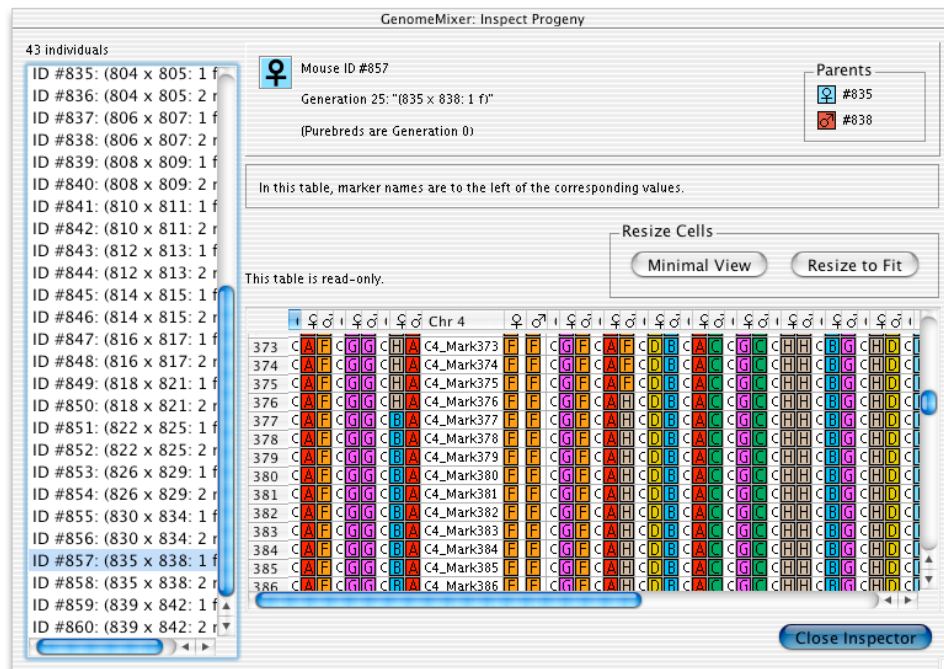 GenomeMixer: Inspect Progeny
43 individuals
ID #835: (804 x 805: 1 f
ID #836: (804 x 805: 2 r
ID #837: (806 x 807: 1 f
ID #838: (806 x 807: 2 r
ID #839: (808 x 809: 1 f
ID #840: (808 x 809: 2 r
ID #841: (810 x 811: 1 f
ID #842: (810 x 811: 2 r
ID #843: (812 x 813: 1 f
ID #844: (812 x 813: 2 r
ID #845: (814 x 815: 1 f
ID #846: (814 x 815: 2 r
ID #847: (816 x 817: 1 f
ID #848: (816 x 817: 2 r
ID #849: (818 x 821: 1 f
ID #850: (818 x 821: 2 r
ID #851: (822 x 825: 1 f
ID #852: (822 x 825: 2 r
ID #853: (826 x 829: 1 f
ID #854: (826 x 829: 2 r
ID #855: (830 x 834: 1 f
ID #856: (830 x 834: 2 r
ID #857: (835 x 838: 1 f
ID #858: (835 x 838: 2 r
ID #859: (839 x 842: 1 f
ID #860: (839 x 842: 2 r
♀ Mouse ID #857
Generation 25: "(835 x 838: 1 f)"
(Purebreds are Generation 0)
Parents
♀ #835
♂ #838
In this table, marker names are to the left of the corresponding values.
Resize Cells
Minimal View Resize to Fit
This table is read-only.
♀ ♂ ♀ ♂ ♀ ♂ Chr 4 ♀ ♂ ♀ ♂ ♀ ♂ ♀ ♂ ♀ ♂ ♀ ♂ ♀ ♂ ♀ ♂ ♀ ♂
373 C A F C G G C H A C4_Mark373 F F C G F C A F C D B C A C C G C C H H C B G C H D C
374 C A F C G G C H A C4_Mark374 F F C G F C A F C D B C A C C G C C H H C B G C H D C
375 C A F C G G C H A C4_Mark375 F F C G F C A F C D B C A C C G C C H H C B G C H D C
376 C A F C G G C H A C4_Mark376 F F C G F C A H C D B C A C C G C C H H C B G C H D C
377 C A F C G G C B A C4_Mark377 F F C G F C A H C D B C A C C G C C H H C B G C H D C
378 C A F C G G C B A C4_Mark378 F F C G F C A H C D B C A C C G C C H H C B G C H D C
379 C A F C G G C B A C4_Mark379 F F C G F C A H C D B C A C C G C C H H C B G C H D C
380 C A F C G G C B A C4_Mark380 F F C G F C A H C D B C A C C G C C H H C B G C H D C
381 C A F C G G C B A C4_Mark381 F F C G F C A H C D B C A C C G C C H H C B G C H D C
382 C A F C G G C B A C4_Mark382 F F C G F C A H C D B C A C C G C C H H C B G C H D C
383 C A F C G G C B A C4_Mark383 F F C G F C A H C D B C A C C G C C H H C B G C H D C
384 C A F C G G C B A C4_Mark384 F F C G F C A H C D B C A C C G C C H H C B G C H D C
385 C A F C G G C B A C4_Mark385 F F C G F C A H C D B C A C C G C C H H C B G C H D C
386 C A F C G G C B A C4_Mark386 F F C G F C A H C D B C A C C G C C H H C B G C H D C
Close Inspector